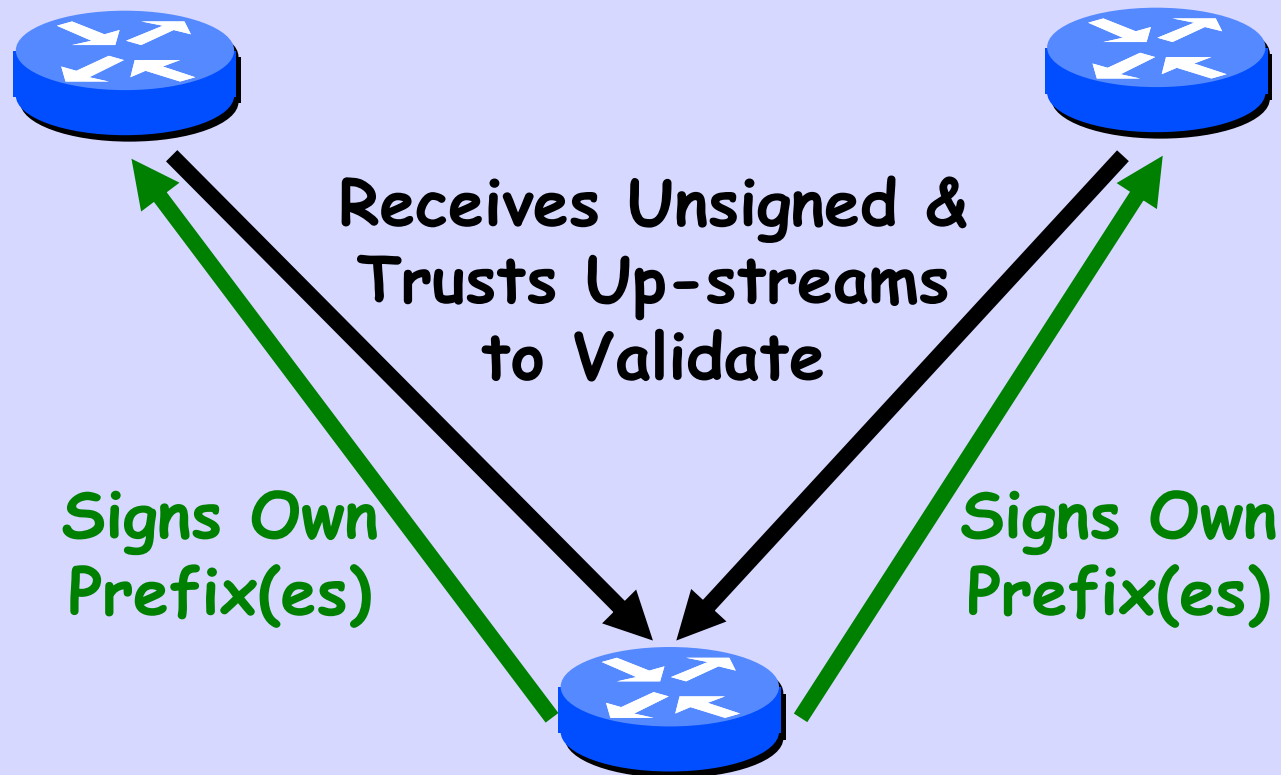 Receives Unsigned &
Trusts Up-streams
to Validate
Signs Own
Prefix(es)
Signs Own
Prefix(es)